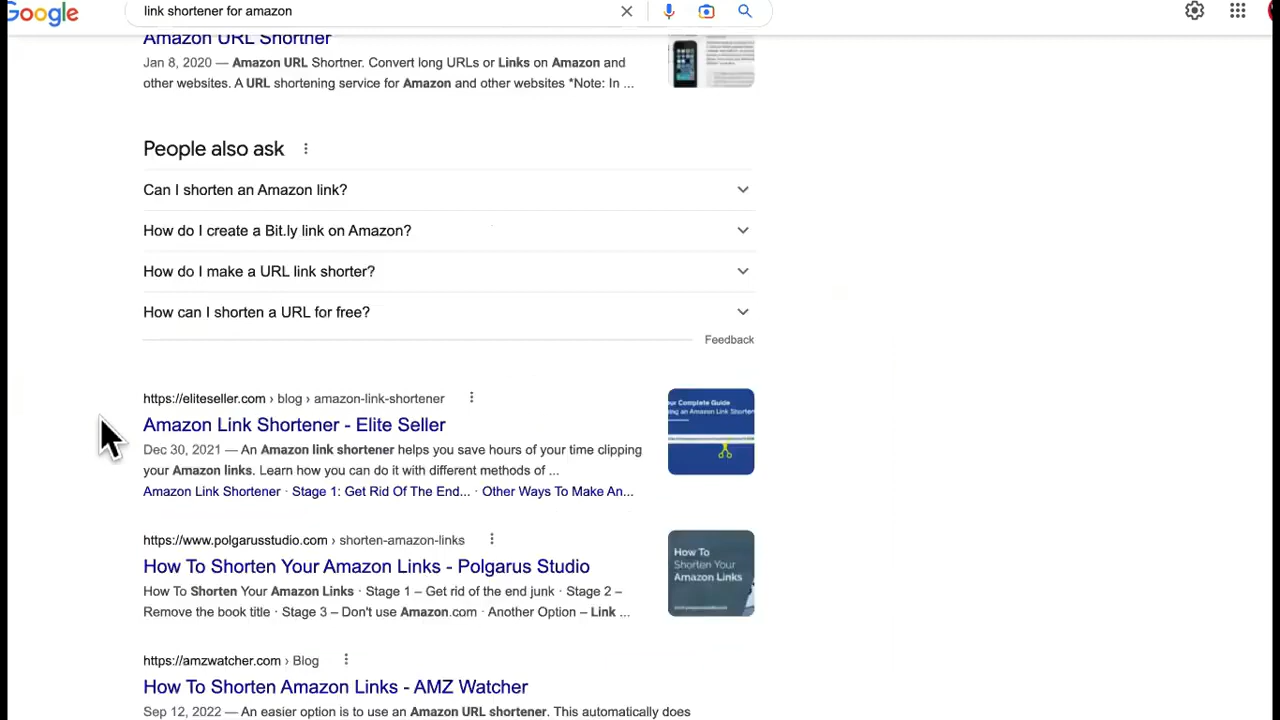 Google
link shortener for amazon
Amazon URL Shortner
Jan 8, 2020 — Amazon URL Shortner. Convert long URLs or Links on Amazon and
other websites. A URL shortening service for Amazon and other websites *Note: In ...
People also ask
Can I shorten an Amazon link?
How do I create a Bit.ly link on Amazon?
How do I make a URL link shorter?
How can I shorten a URL for free?
Feedback
https://eliteseller.com › blog › amazon-link-shortener
Amazon Link Shortener - Elite Seller
Dec 30, 2021 — An Amazon link shortener helps you save hours of your time clipping
your Amazon links. Learn how you can do it with different methods of ...
Amazon Link Shortener · Stage 1: Get Rid Of The End... · Other Ways To Make An...
our Complete Guide
ing an Amazon Link Shorten
https://www.polgarusstudio.com › shorten-amazon-links
How To Shorten Your Amazon Links - Polgarus Studio
How To Shorten Your Amazon Links · Stage 1 – Get rid of the end junk · Stage 2 –
Remove the book title · Stage 3 – Don't use Amazon.com · Another Option – Link ...
How To
Shorten Your
Amazon Links
https://amzwatcher.com › Blog
How To Shorten Amazon Links - AMZ Watcher
Sep 12, 2022 — An easier option is to use an Amazon URL shortener. This automatically does